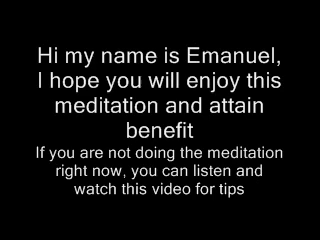 Hi my name is Emanuel,
I hope you will enjoy this
meditation and attain
benefit
If you are not doing the meditation
right now, you can listen and
watch this video for tips